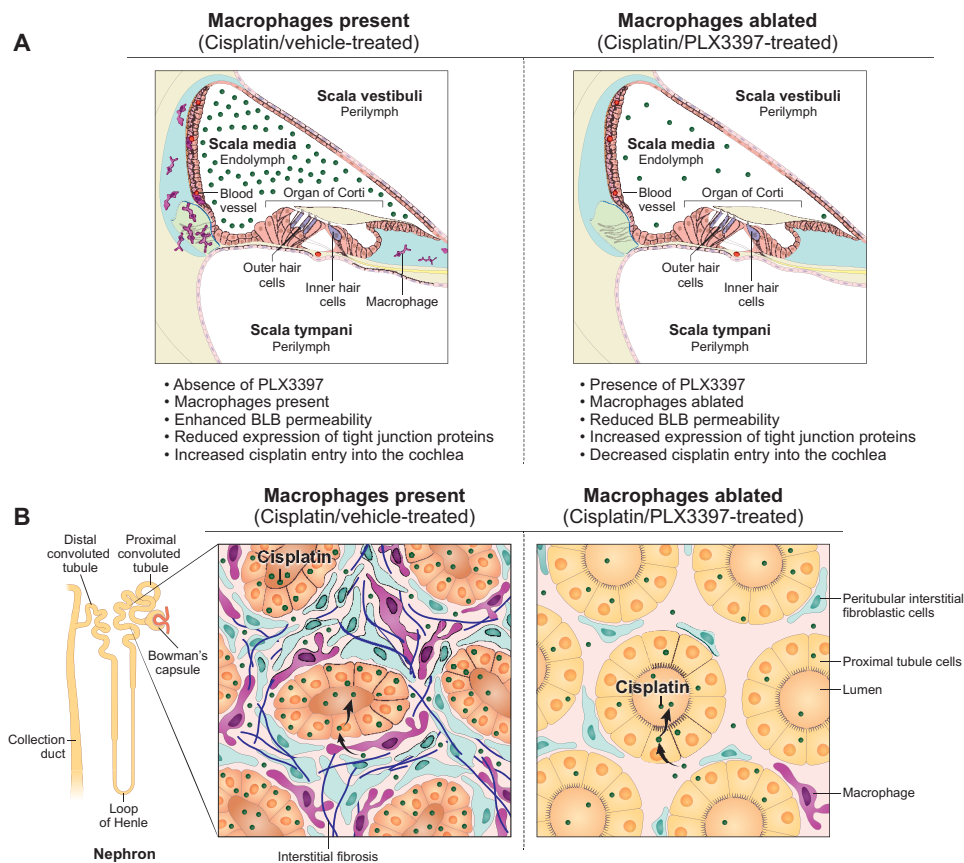 A
Macrophages present
(Cisplatin/vehicle-treated)
Macrophages ablated
(Cisplatin/PLX3397-treated)
Scala vestibuli
Perilymph
Scala media
Endolymph
Blood
vessel
Organ of Corti
Outer hair
cells
Inner hair
cells
Macrophage
Scala tympani
Perilymph
Scala vestibuli
Perilymph
Scala media
Endolymph
Blood
vessel
Organ of Corti
Outer hair
cells
Inner hair
cells
Scala tympani
Perilymph
• Absence of PLX3397
• Macrophages present
• Enhanced BLB permeability
• Reduced expression of tight junction proteins
• Increased cisplatin entry into the cochlea
• Presence of PLX3397
• Macrophages ablated
• Reduced BLB permeability
• Increased expression of tight junction proteins
• Decreased cisplatin entry into the cochlea
B
Macrophages present
(Cisplatin/vehicle-treated)
Macrophages ablated
(Cisplatin/PLX3397-treated)
Distal
convoluted
tubule
Proximal
convoluted
tubule
Bowman's
capsule
Collection
duct
Loop
of Henle
Nephron
Cisplatin
Interstitial fibrosis
Cisplatin
Peritubular interstitial
fibroblastic cells
Proximal tubule cells
Lumen
Macrophage